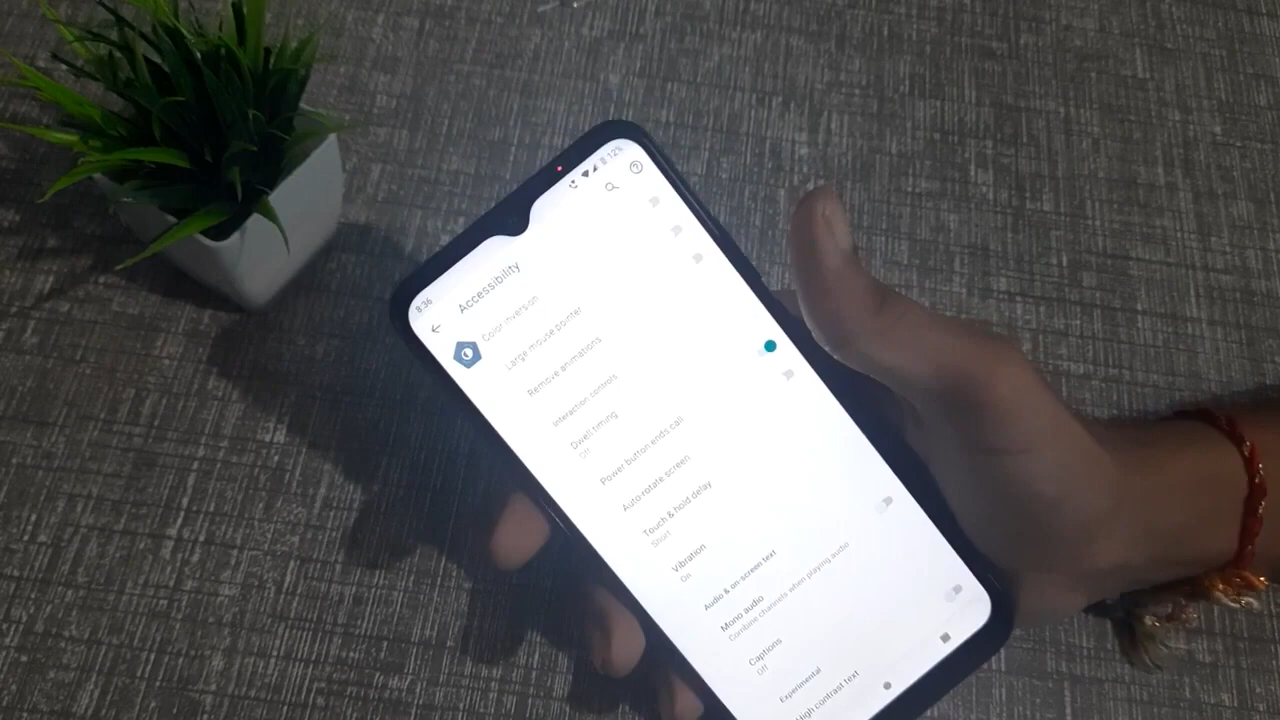 8:36
12%
Accessibility
Color inversion
Large mouse pointer
Remove animations
Interaction controls
Dwell timing
Off
Power button ends call
Auto-rotate screen
Touch & hold delay
Short
Vibration
On
Audio & on-screen text
Mono audio
Combine channels when playing audio
Captions
Off
Experimental
High contrast text